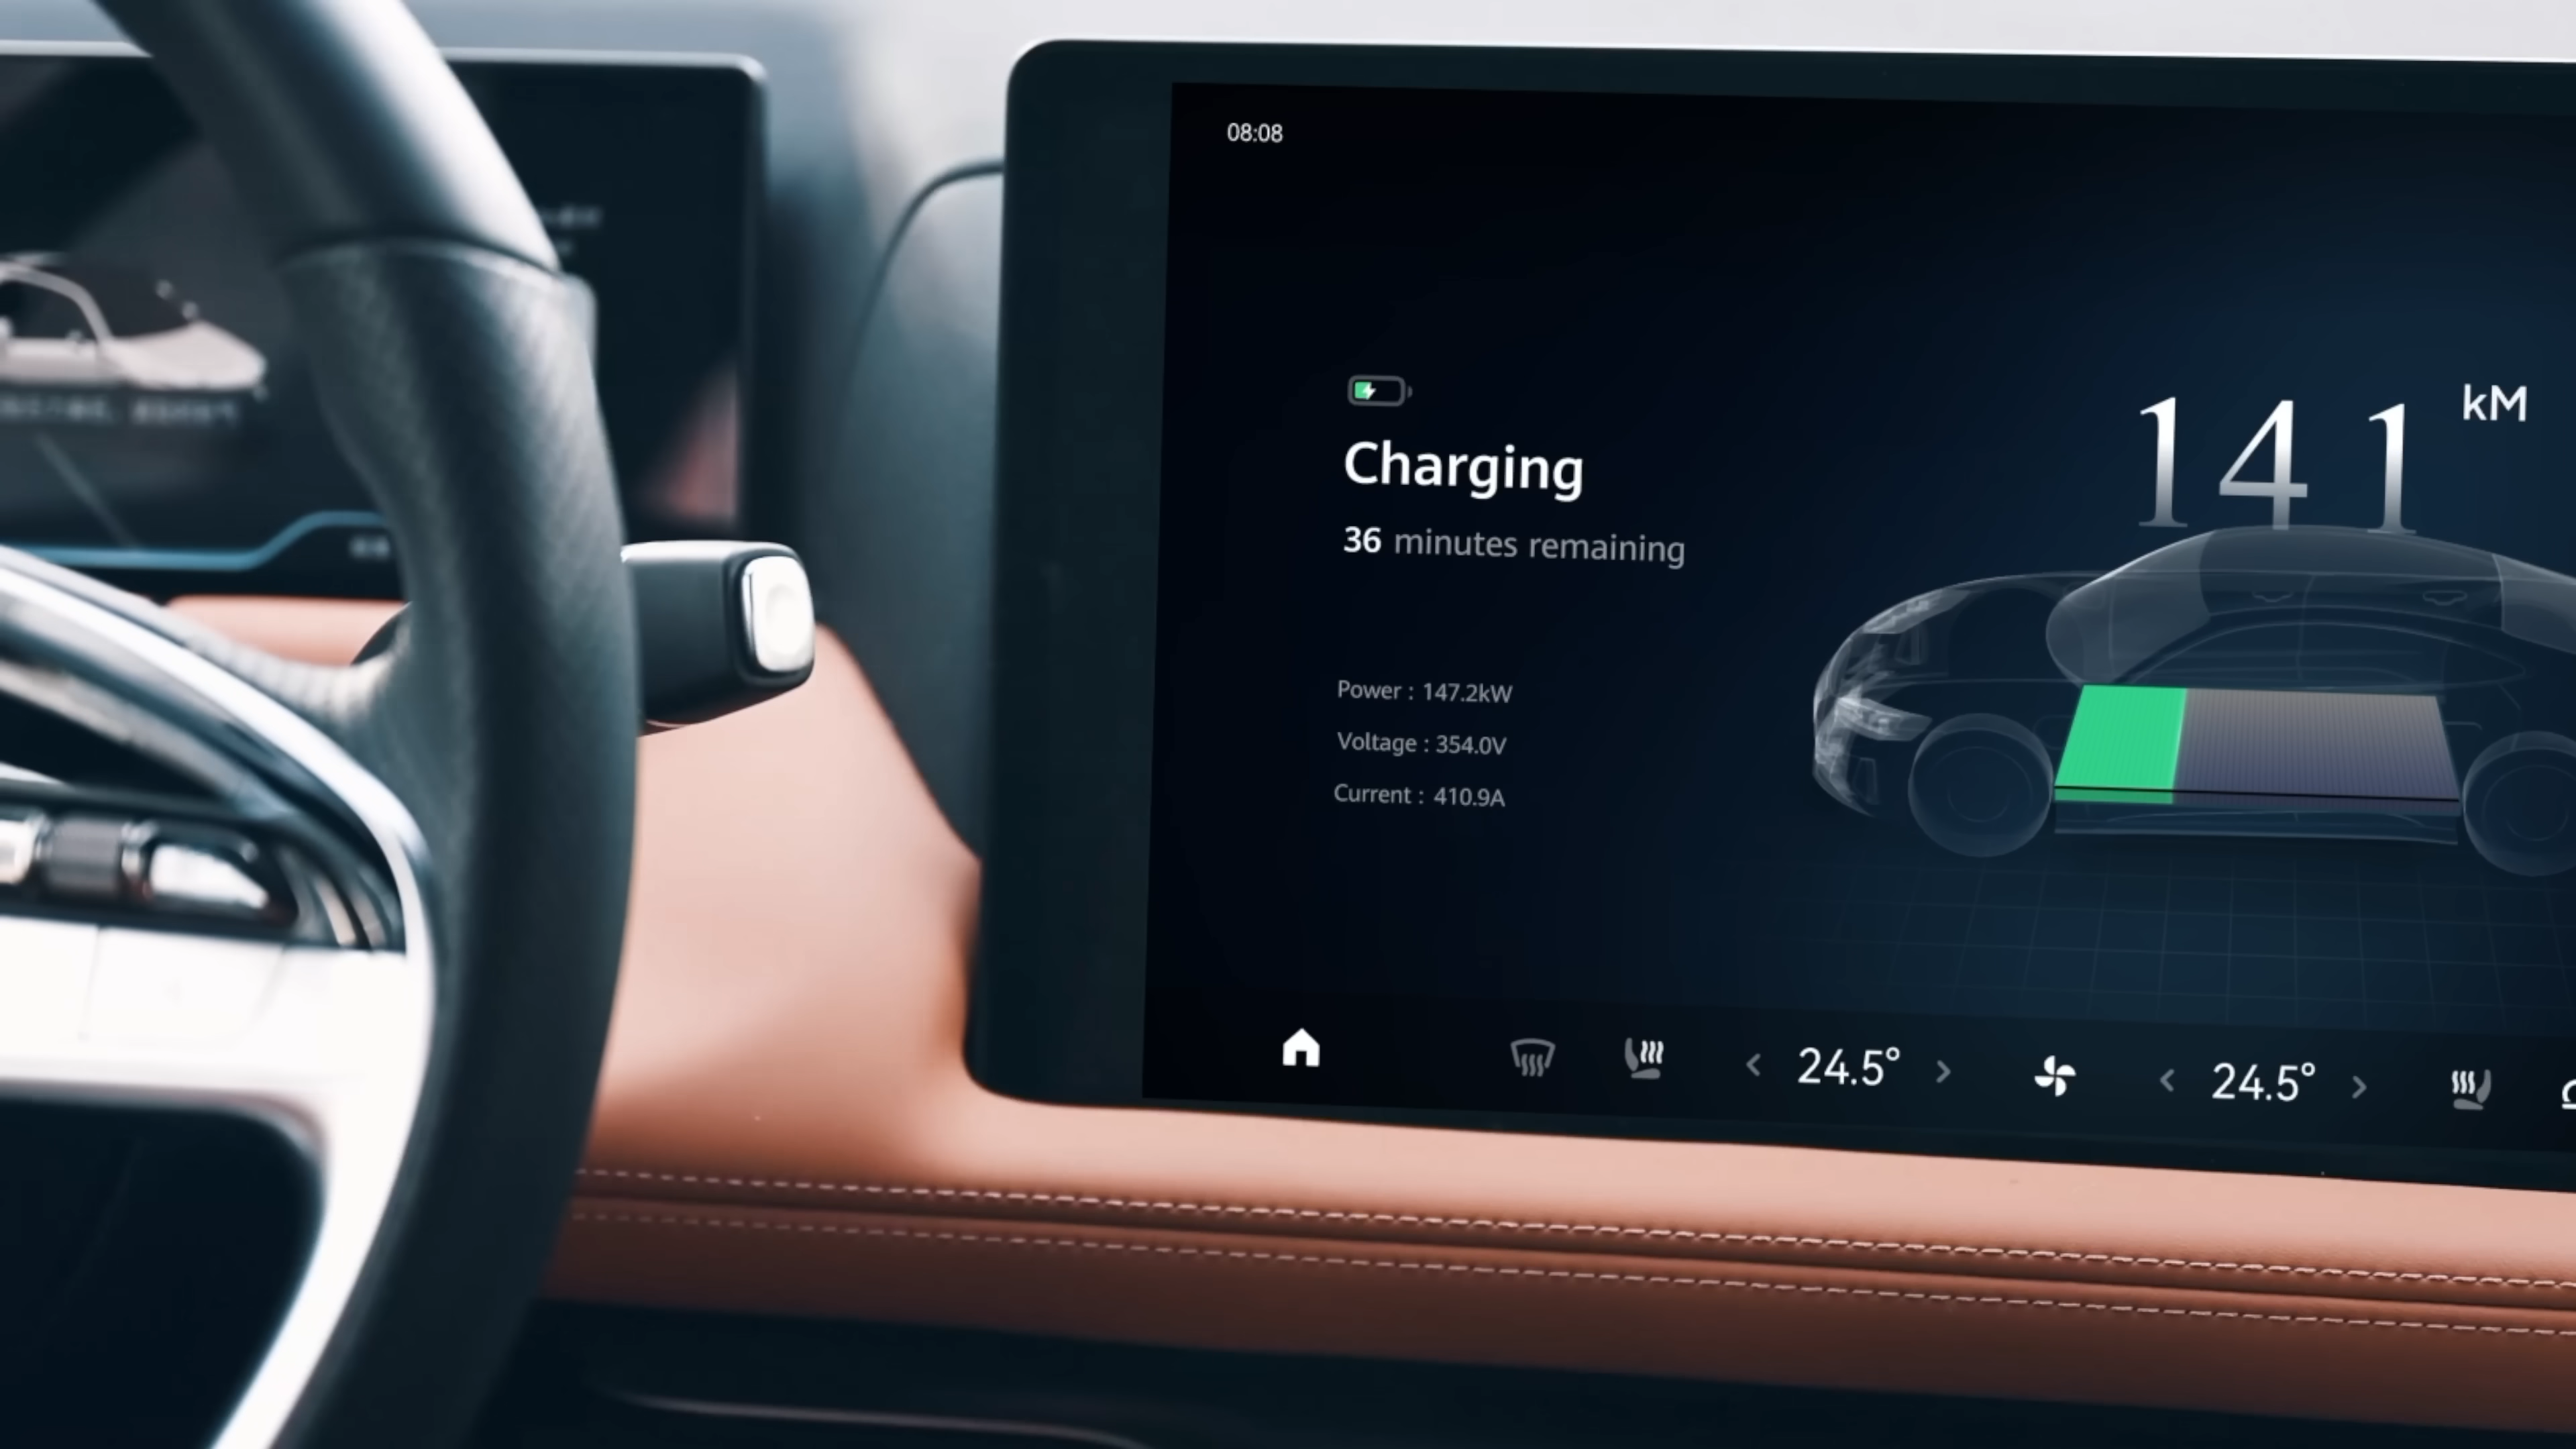 08:08
141 kM
Charging
36 minutes remaining
Power : 147.2kW
Voltage : 354.0V
Current : 410.9A
24.5°
24.5°